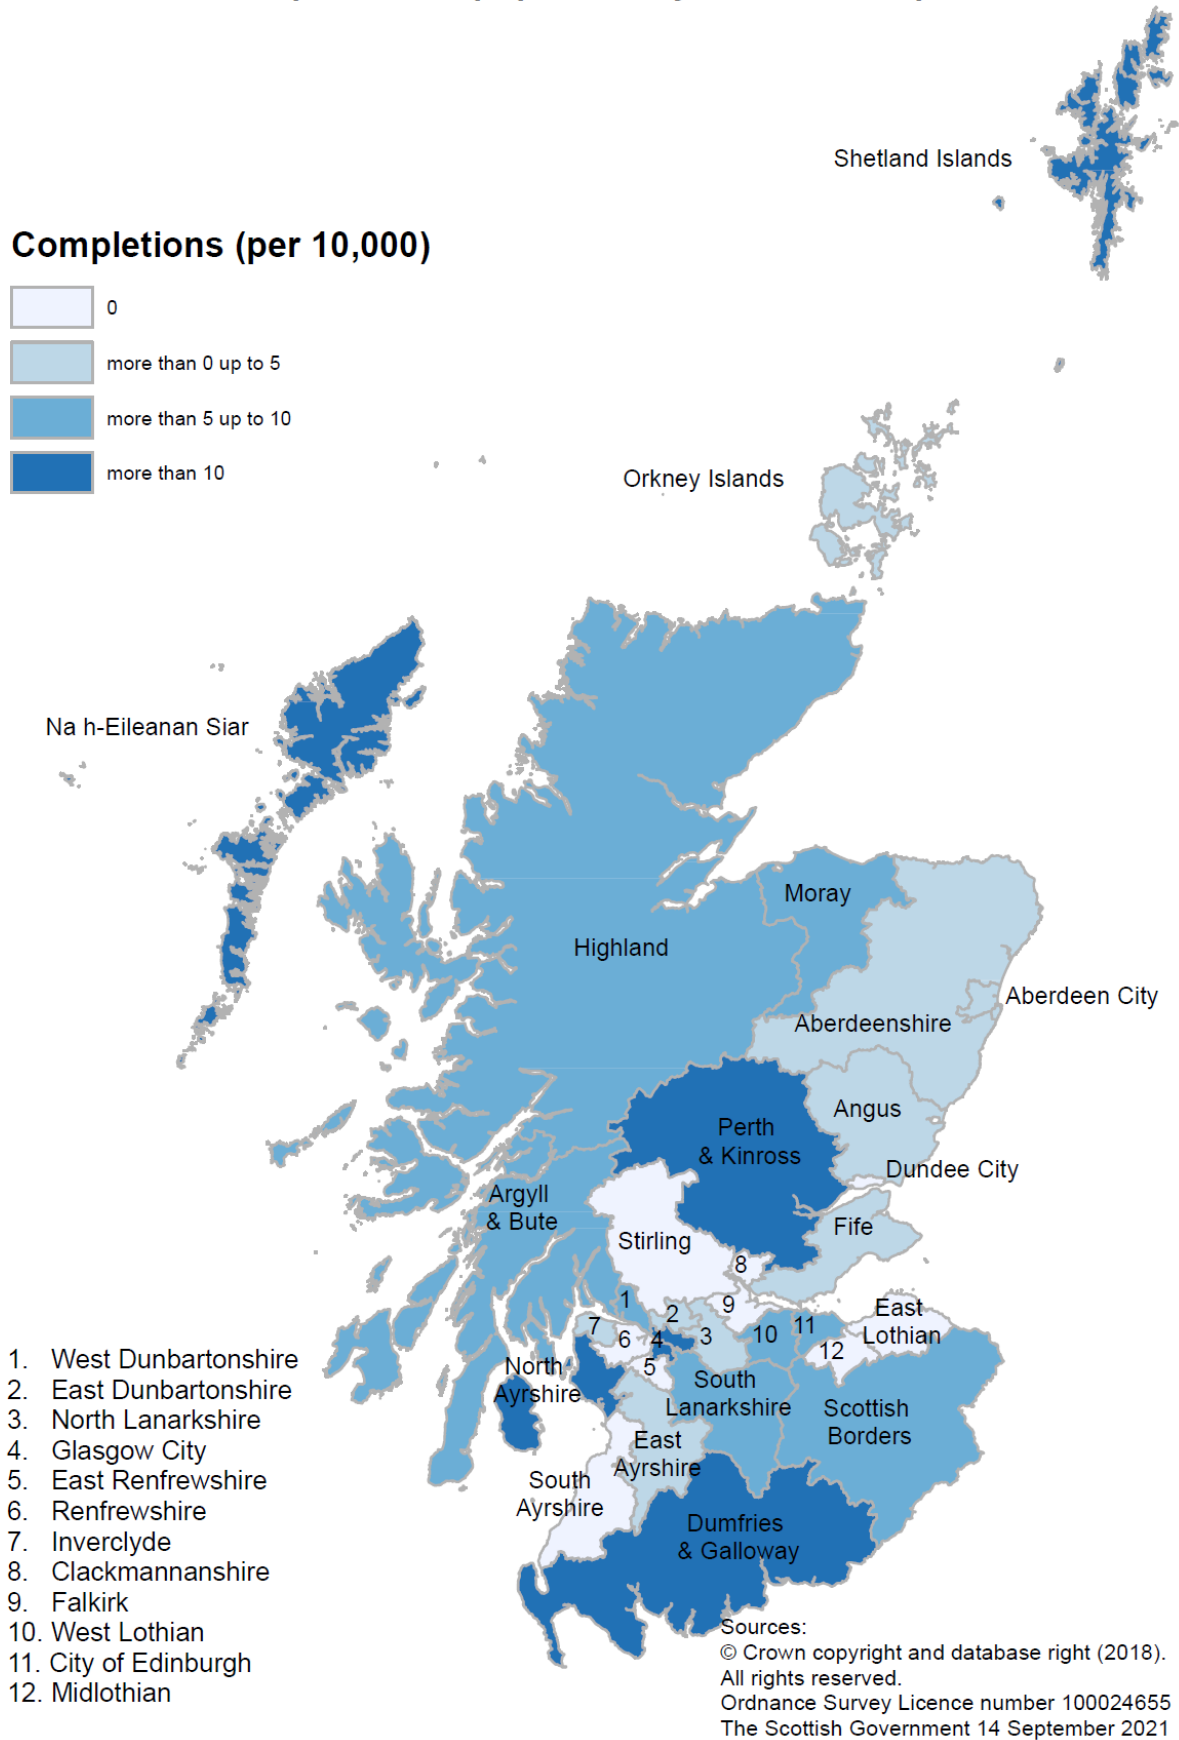 Shetland Islands
Completions (per 10,000)
0
more than 0 up to 5
more than 5 up to 10
more than 10
Orkney Islands
Na h-Eileanan Siar
Moray
Highland
Aberdeen City
Aberdeenshire
Angus
Perth
& Kinross
Dundee City
Argyll
& Bute
Fife
Stirling
8
1
2
9
East
Lothian
7
6
4
3
10
11
12
5
North
Ayrshire
South
Lanarkshire
Scottish
Borders
East
Ayrshire
South
Ayrshire
Dumfries
& Galloway
1. West Dunbartonshire
2. East Dunbartonshire
3. North Lanarkshire
4. Glasgow City
5. East Renfrewshire
6. Renfrewshire
7. Inverclyde
8. Clackmannanshire
9. Falkirk
10. West Lothian
11. City of Edinburgh
12. Midlothian
Sources:
© Crown copyright and database right (2018).
All rights reserved.
Ordnance Survey Licence number 100024655
The Scottish Government 14 September 2021